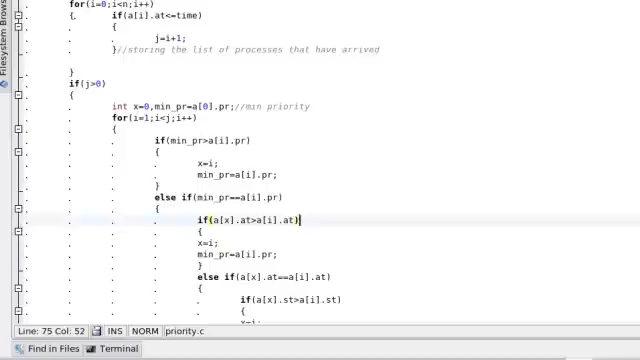 for(i=0;i<n;i++)
{. if(a[i].at<=time)
{
j=i+1;
}//storing the list of processes that have arrived
}
if(j>0)
{
int x=0,min_pr=a[0].pr;//min priority
for(i=1;i<j;i++)
{
if(min_pr>a[i].pr)
{
x=i;
min_pr=a[i].pr;
}
else if(min_pr==a[i].pr)
{
if(a[x].at>a[i].at)
{
x=i;
min_pr=a[i].pr;
}
else if(a[x].at==a[i].at)
{
if(a[x].st>a[i].st)
{
x=i;
Line: 75 Col: 52 INS NORM priority.c
Find in Files Terminal
Filesystem Brows